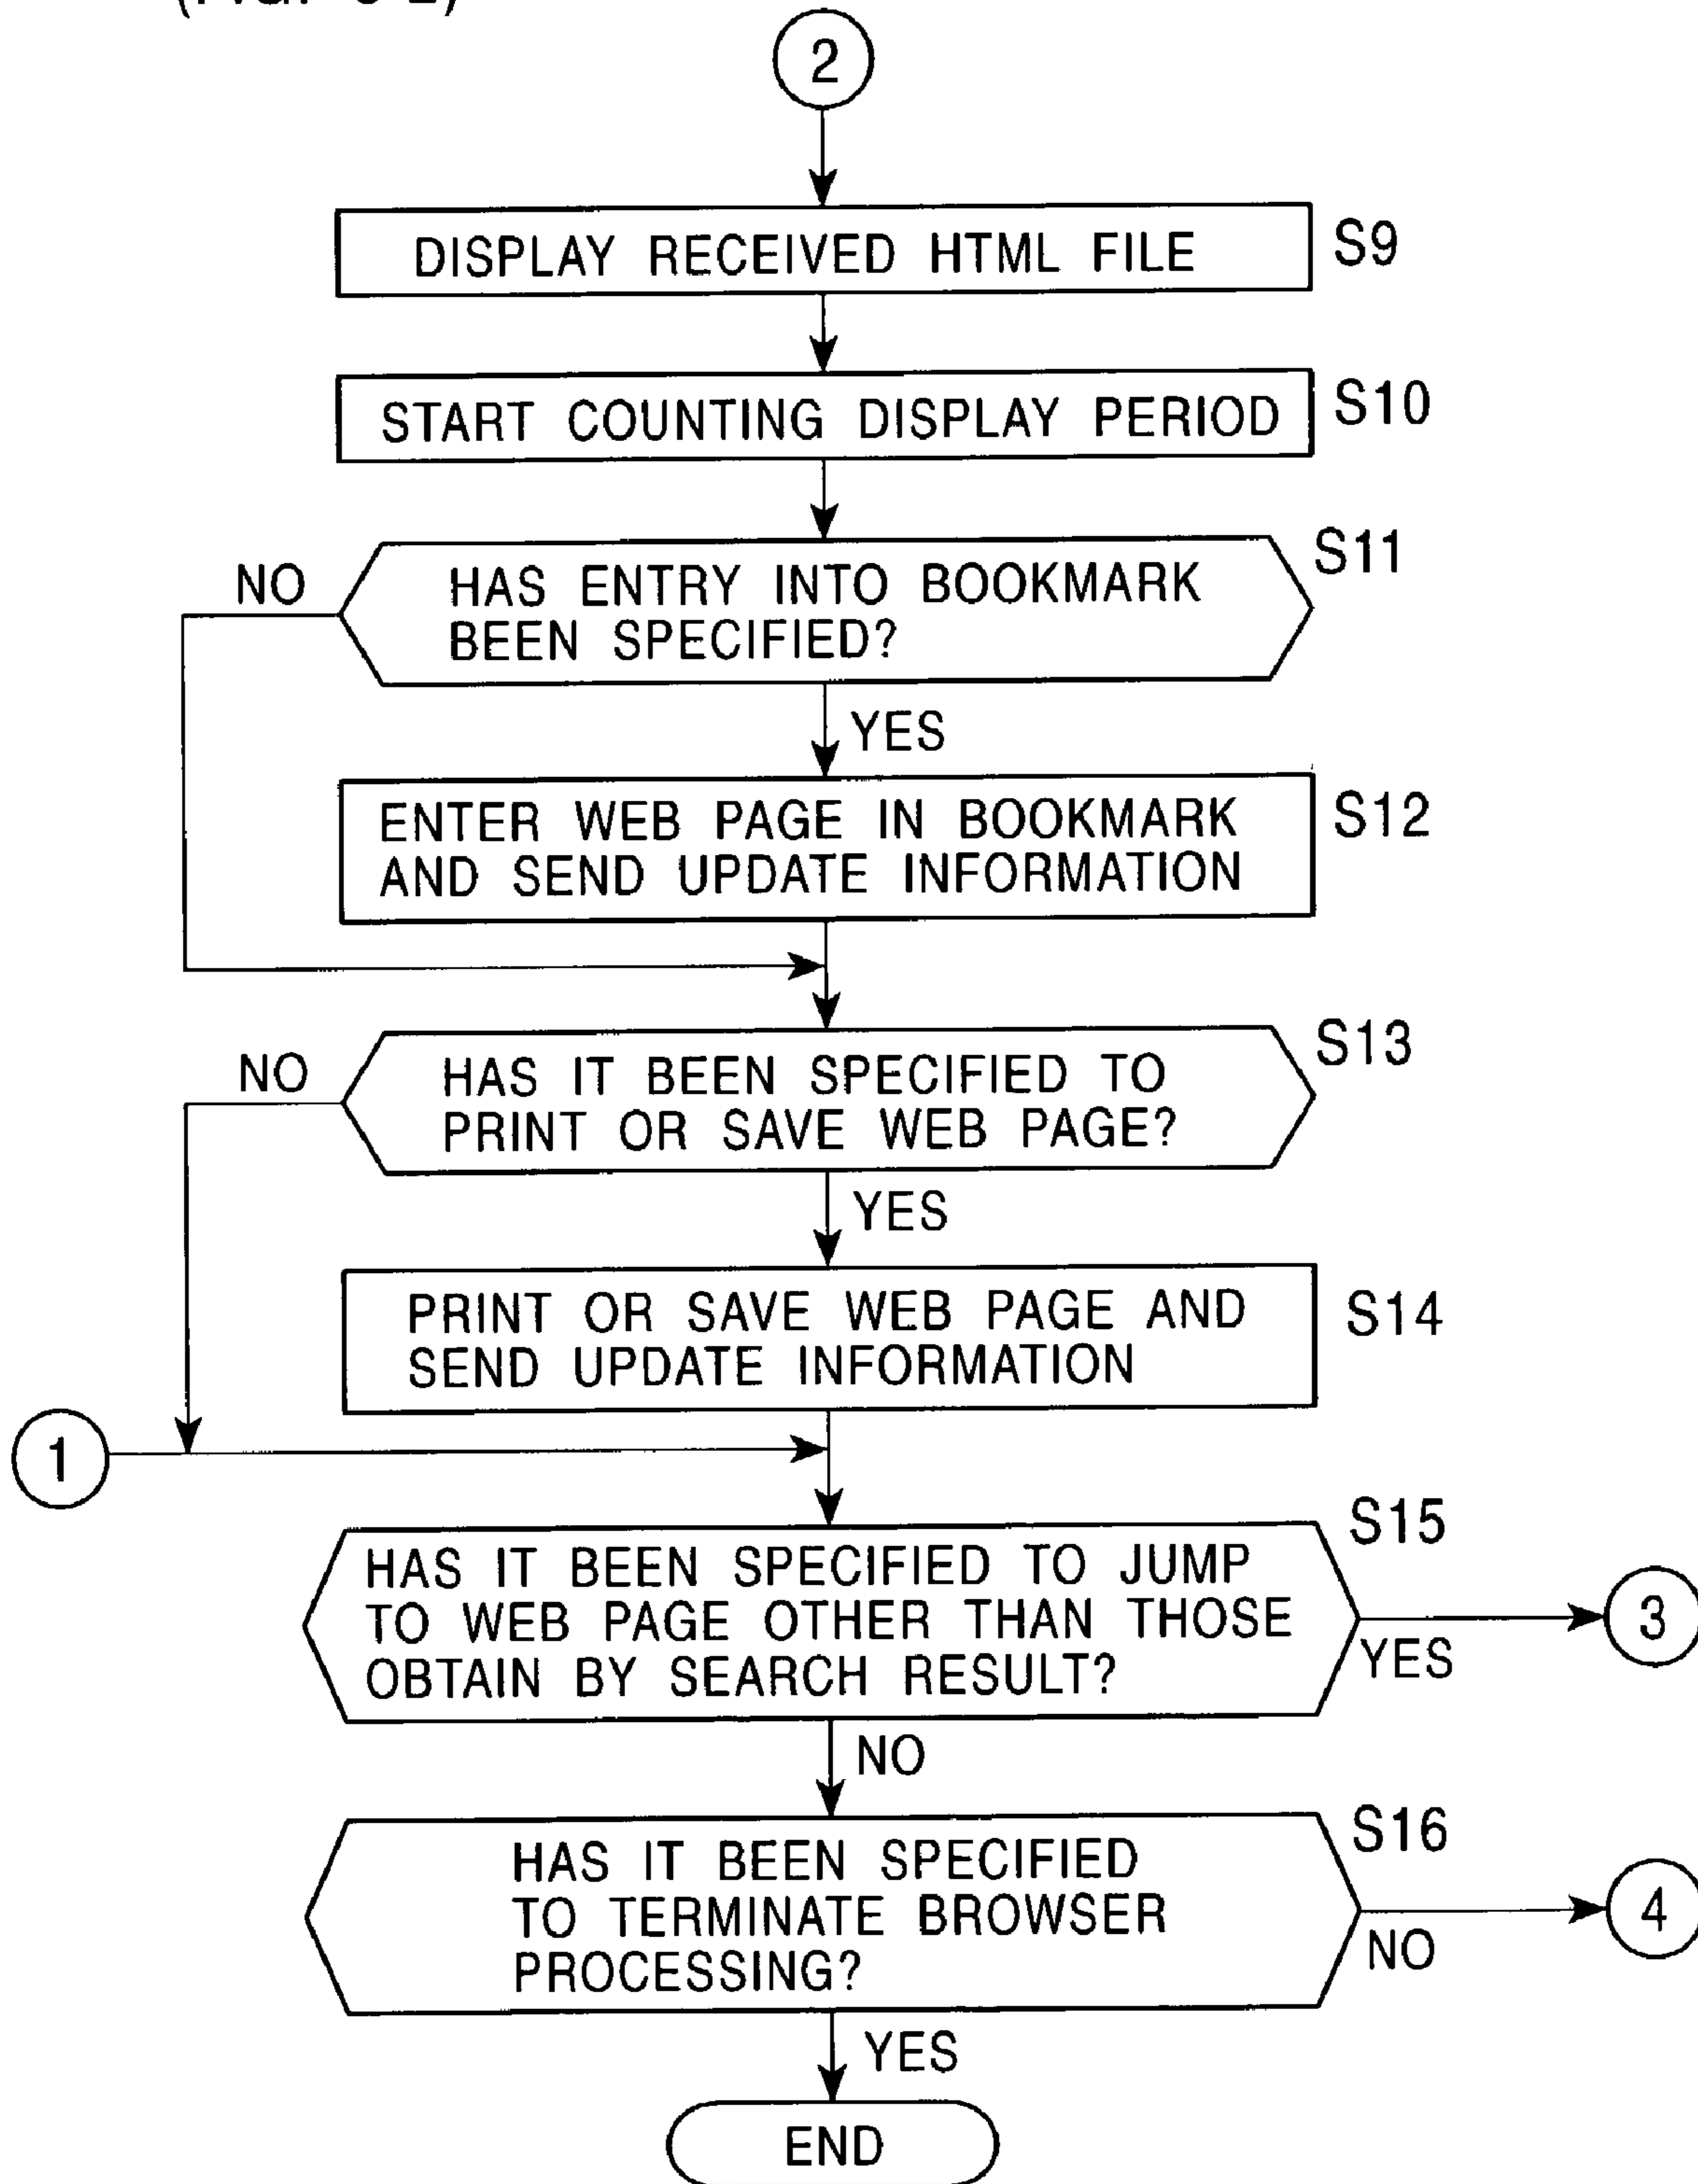 2
DISPLAY RECEIVED HTML FILE
S9
START COUNTING DISPLAY PERIOD
S10
S11
NO
HAS ENTRY INTO BOOKMARK
BEEN SPECIFIED?
YES
ENTER WEB PAGE IN BOOKMARK
AND SEND UPDATE INFORMATION
S12
S13
NO
HAS IT BEEN SPECIFIED TO
PRINT OR SAVE WEB PAGE?
YES
PRINT OR SAVE WEB PAGE AND
SEND UPDATE INFORMATION
S14
1
S15
HAS IT BEEN SPECIFIED TO JUMP
TO WEB PAGE OTHER THAN THOSE
OBTAIN BY SEARCH RESULT?
3
YES
NO
S16
HAS IT BEEN SPECIFIED
TO TERMINATE BROWSER
PROCESSING?
4
NO
YES
END